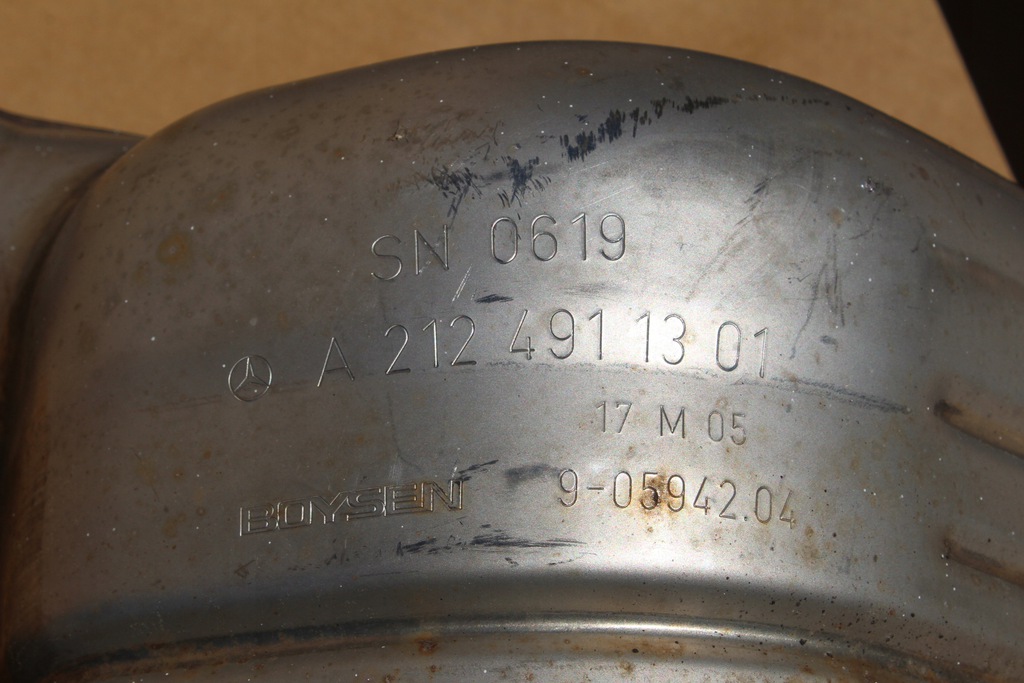 SN 0619
A 212 491 13 01
17 M 05
BOYSEN 9-05942.04